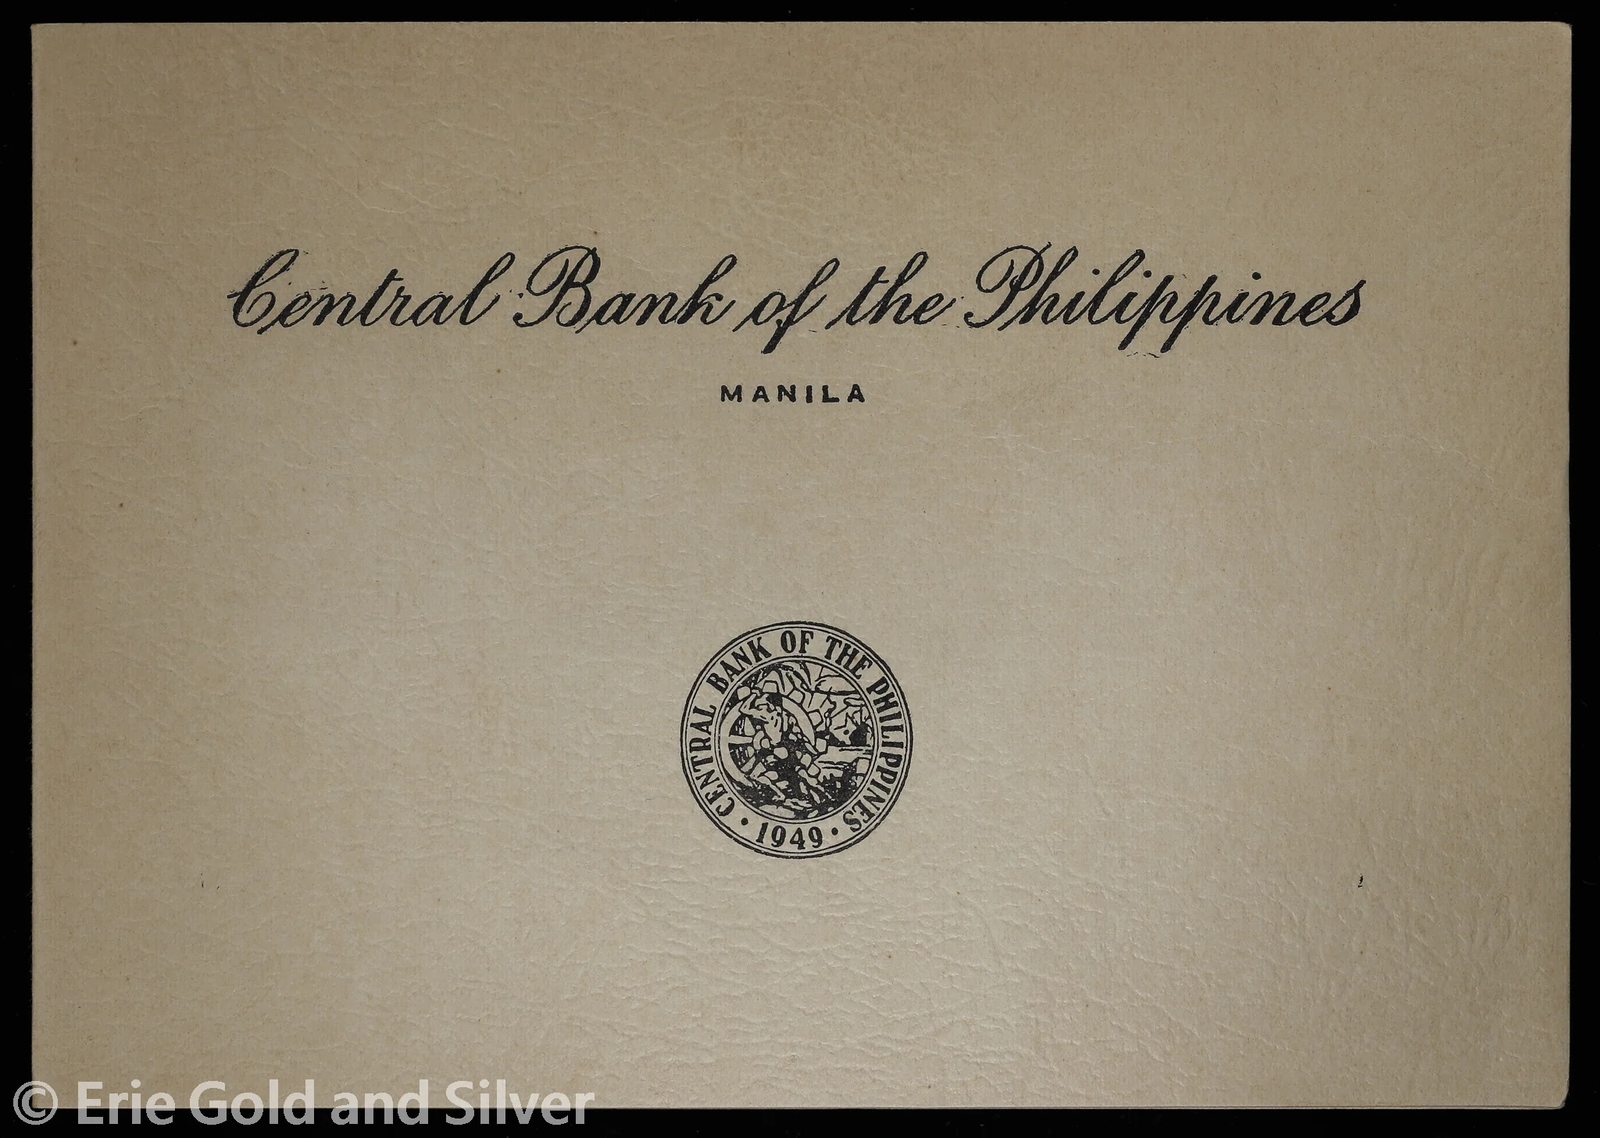 Central Bank of the Philippines
MANILA
CENTRAL BANK OF THE PHILIPPINES
• 1949 •
© Erie Gold and Silver